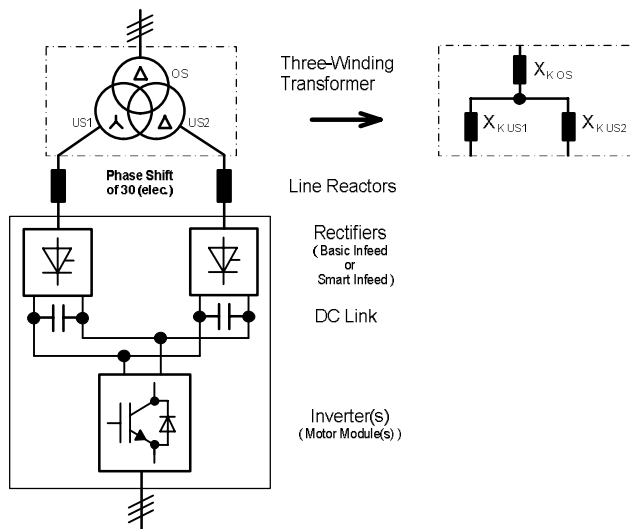 OS
US1
US2
Three-Winding
Transformer
X K OS
X K US1
X K US2
Phase Shift
of 30 (elec.)
Line Reactors
Rectifiers
( Basic Infeed
or
Smart Infeed )
DC Link
Inverter(s)
( Motor Module(s) )